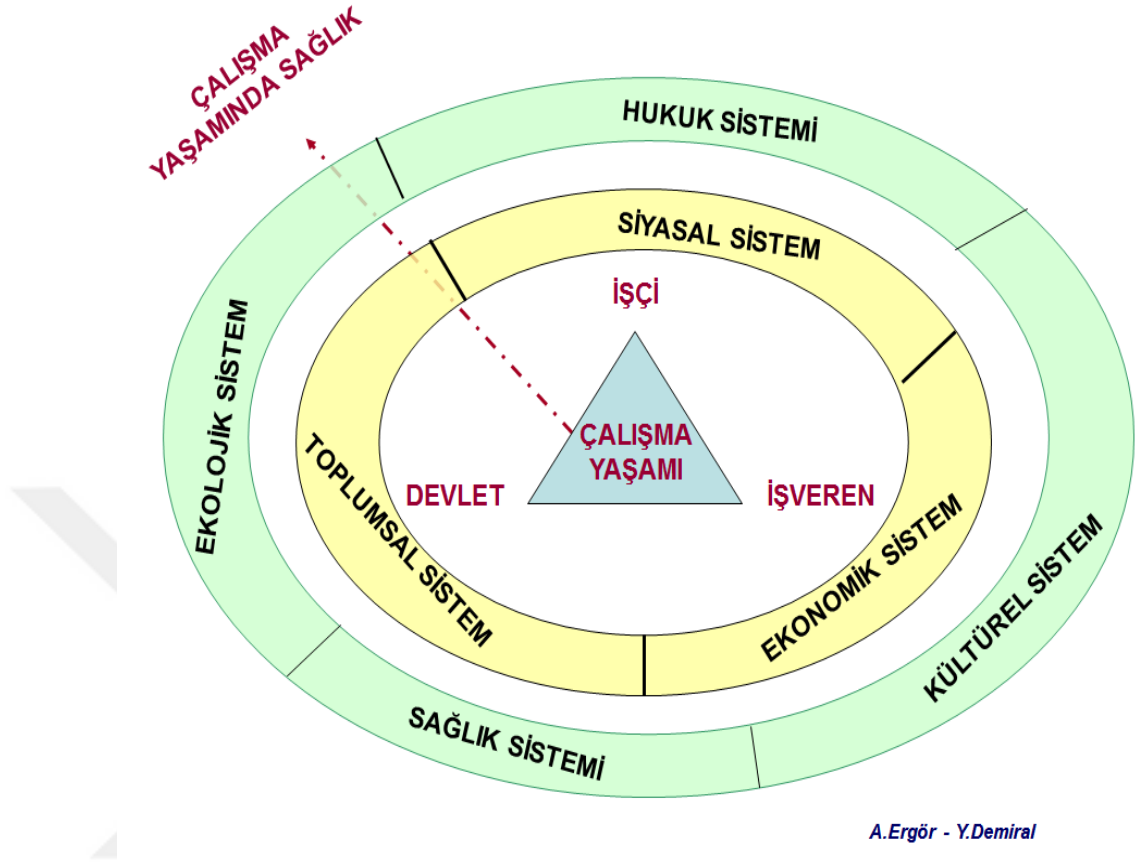 ÇALIŞMA
YAŞAMINDA SAĞLIK
HUKUK SİSTEMİ
SİYASAL SİSTEM
İŞÇİ
EKOLOJİK SİSTEM
ÇALIŞMA
YAŞAMI
DEVLET
İŞVEREN
TOPLUMSAL SİSTEM
EKONOMİK SİSTEM
KÜLTÜREL SİSTEM
SAĞLIK SİSTEMİ
A.Ergör - Y.Demiral